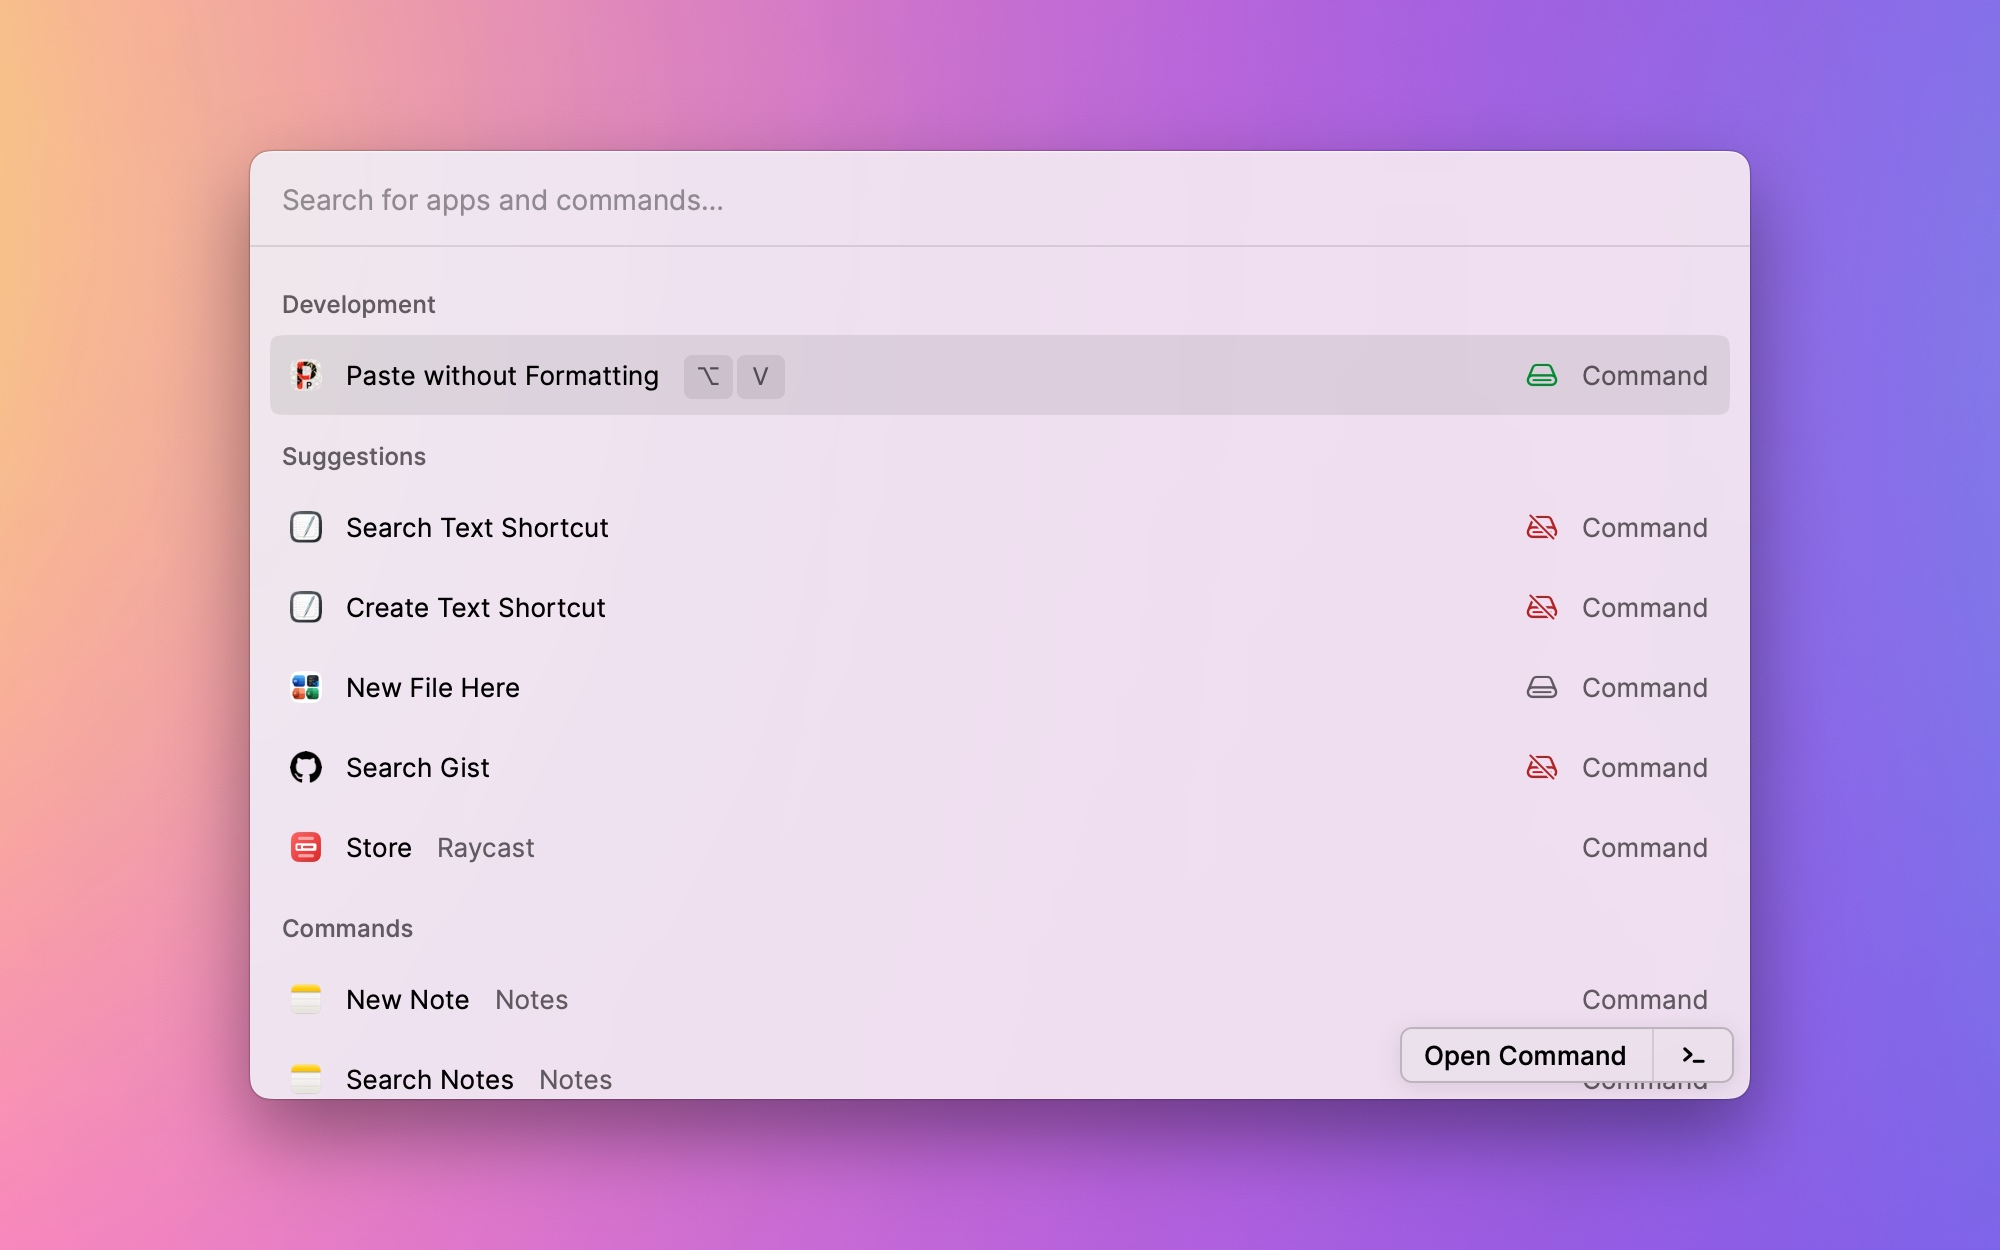 Search for apps and commands...
Development
Paste without Formatting ⌥ V Command
Suggestions
Search Text Shortcut Command
Create Text Shortcut Command
New File Here Command
Search Gist Command
Store Raycast Command
Commands
New Note Notes Command
Open Command >_
Search Notes Notes Command